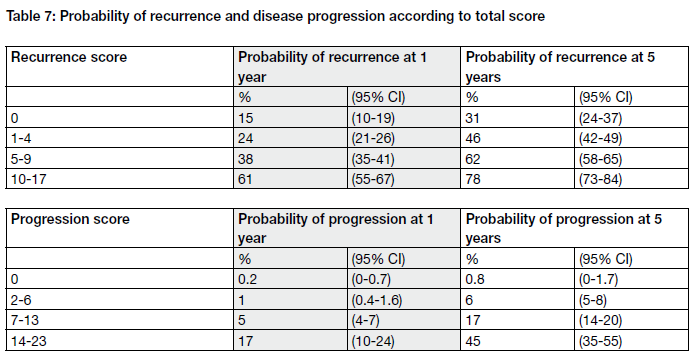 Table 7: Probability of recurrence and disease progression according to total score
Recurrence score Probability of recurrence at 1 year Probability of recurrence at 5 years
% (95% CI) % (95% CI)
0 15 (10-19) 31 (24-37)
1-4 24 (21-26) 46 (42-49)
5-9 38 (35-41) 62 (58-65)
10-17 61 (55-67) 78 (73-84)
Progression score Probability of progression at 1 year Probability of progression at 5 years
% (95% CI) % (95% CI)
0 0.2 (0-0.7) 0.8 (0-1.7)
2-6 1 (0.4-1.6) 6 (5-8)
7-13 5 (4-7) 17 (14-20)
14-23 17 (10-24) 45 (35-55)